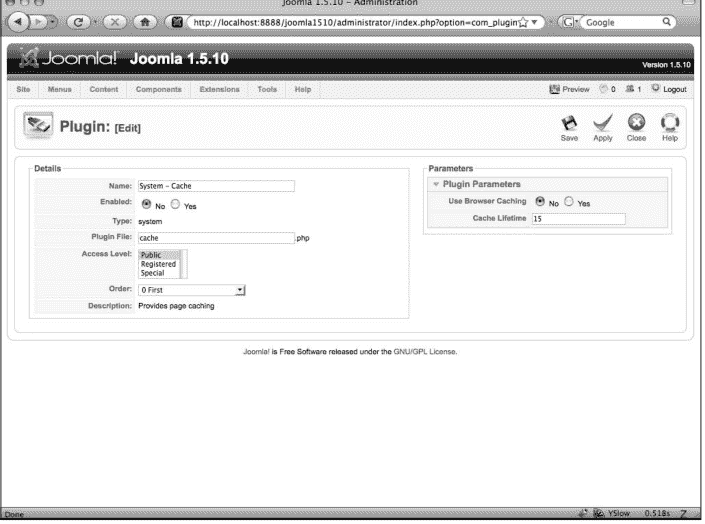 Joomla 1.5.10 – Administration
http://localhost:8888/joomla1510/administrator/index.php?option=com_plugin
G Google
Joomla! Joomla 1.5.10
Version 1.5.10
Site Menus Content Components Extensions Tools Help
Preview 0 1 Logout
Plugin: [Edit]
Save Apply Close Help
Details
Name: System – Cache
Enabled: No Yes
Type: system
Plugin File: cache .php
Access Level: Public
Registered
Special
Order: 0 First
Description: Provides page caching
Parameters
Plugin Parameters
Use Browser Caching No Yes
Cache Lifetime 15
Joomla! is Free Software released under the GNU/GPL License.
Done
YSlow 0.518s